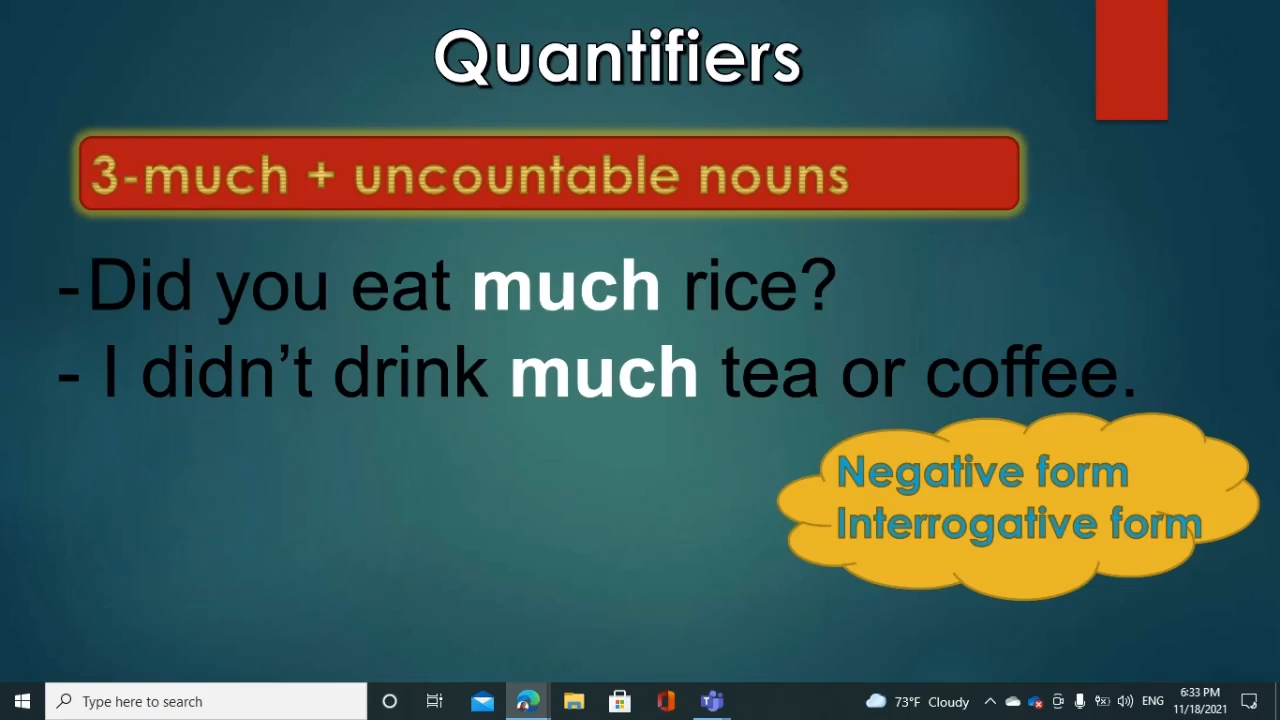 Quantifiers
3-much + uncountable nouns
-Did you eat much rice?
- I didn’t drink much tea or coffee.
Negative form
Interrogative form
Type here to search
73°F Cloudy
ENG
6:33 PM
11/18/2021